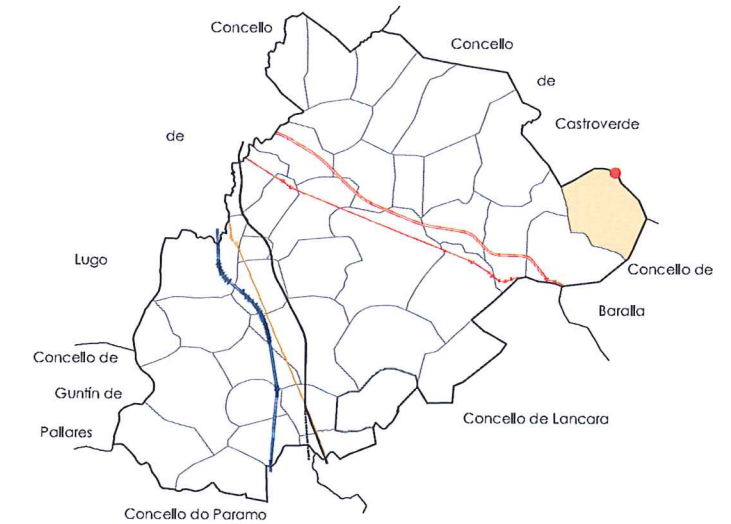 Concello
Concello
de
Castroverde
de
Lugo
Concello de
Baralla
Concello de
Guntín de
Pallares
Concello de Lancara
Concello do Paramo